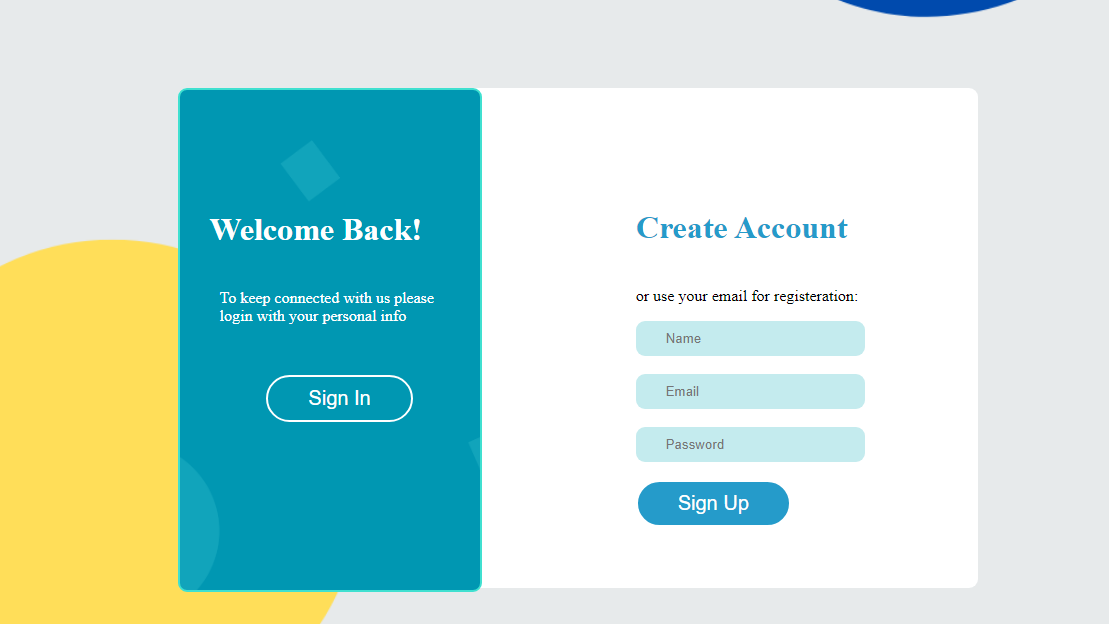 Welcome Back!
To keep connected with us please
login with your personal info
Sign In
Create Account
or use your email for registeration:
Name
Email
Password
Sign Up